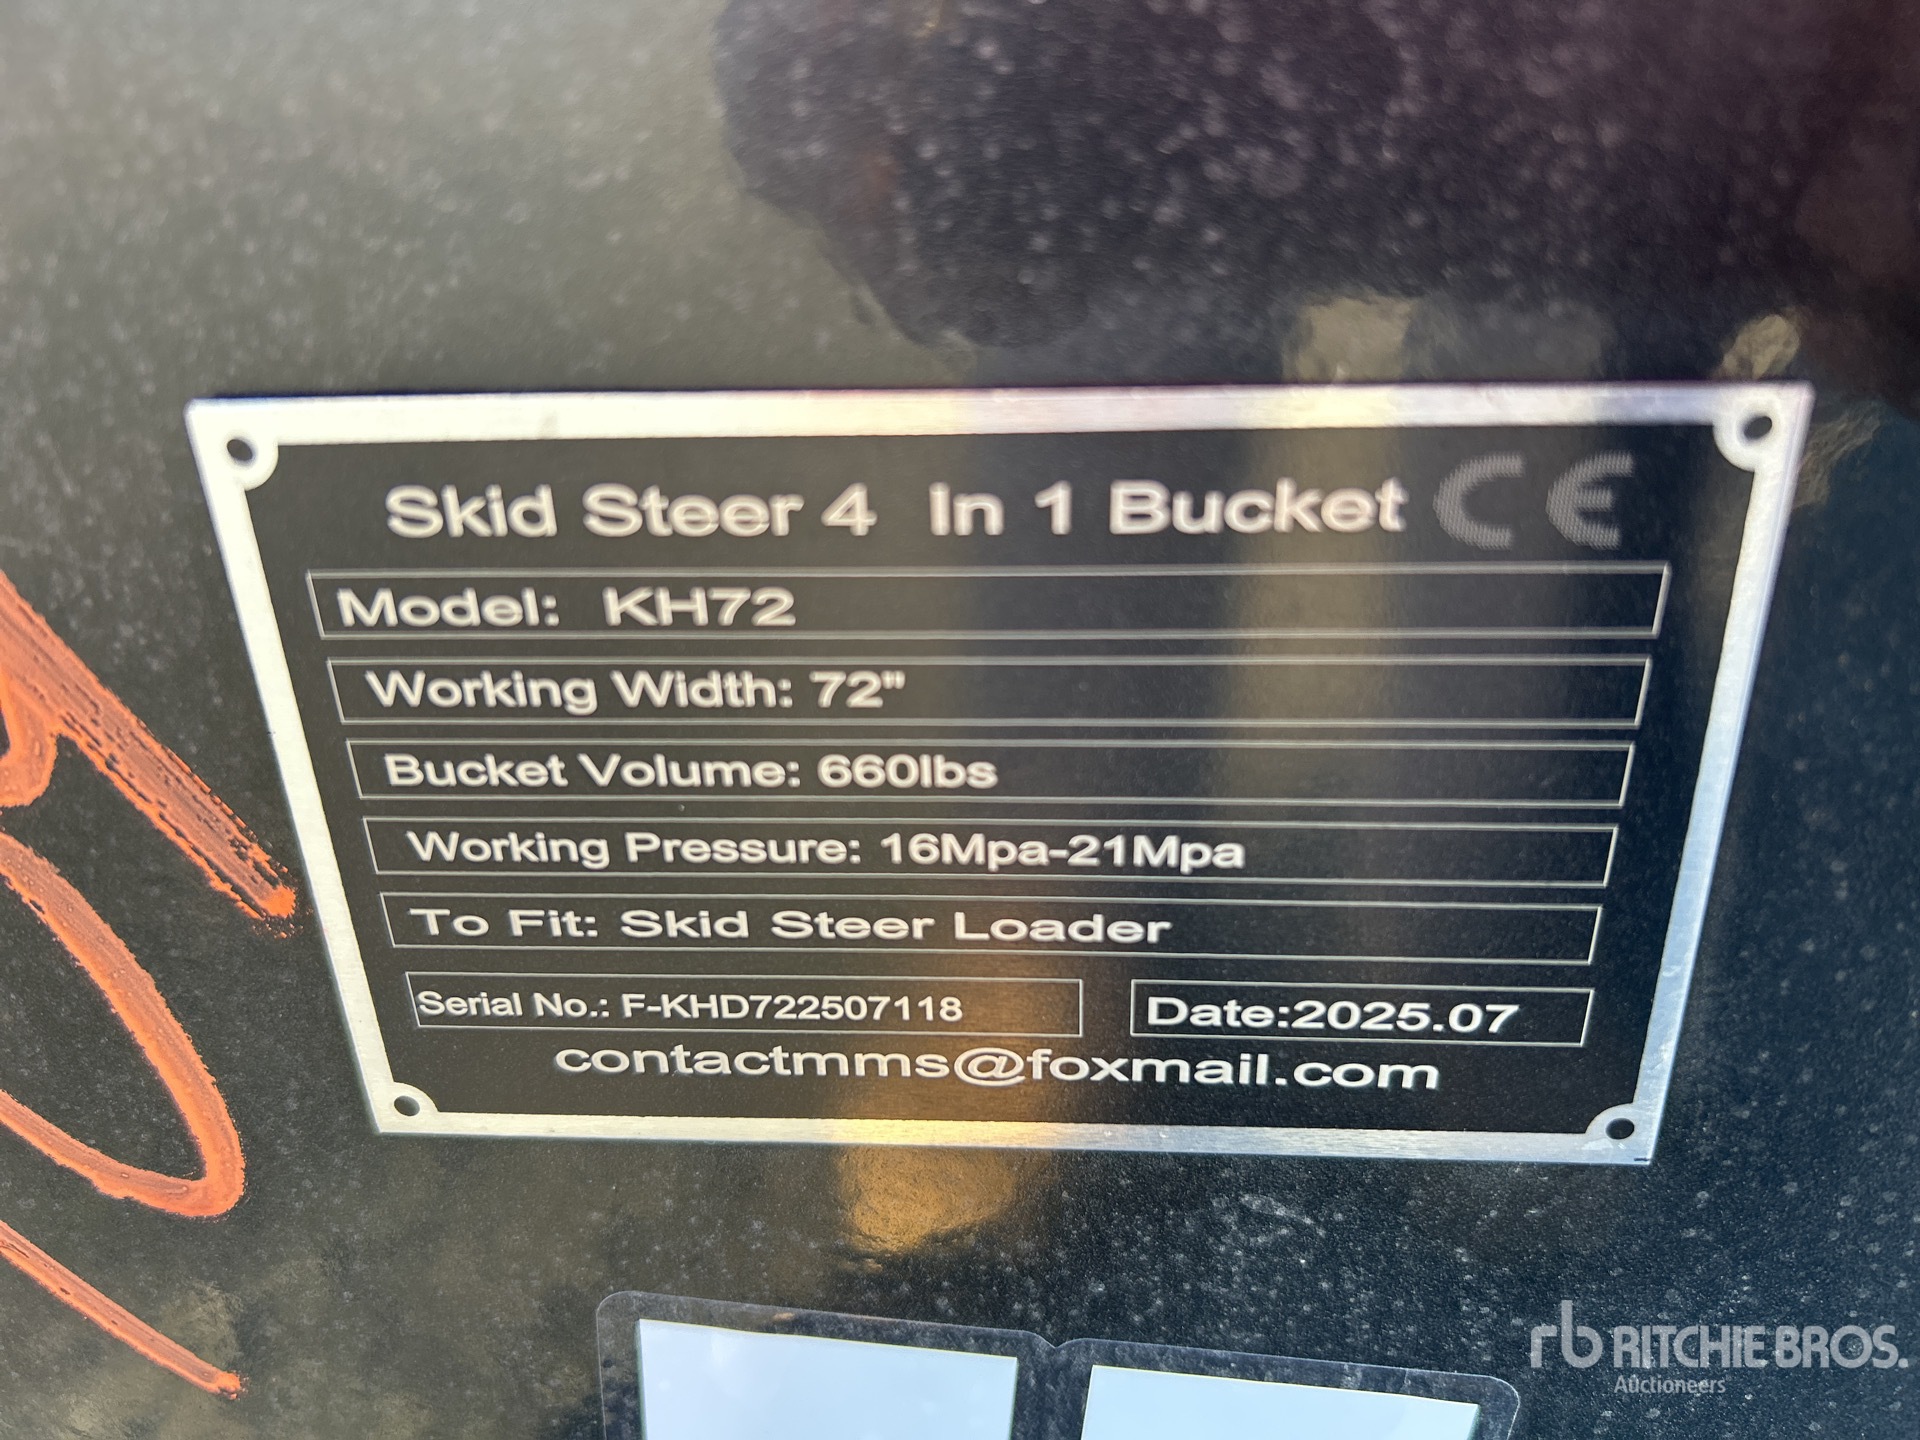 Skid Steer 4 In 1 Bucket CE
Model: KH72
Working Width: 72"
Bucket Volume: 660lbs
Working Pressure: 16Mpa-21Mpa
To Fit: Skid Steer Loader
Serial No.: F-KHD722507118
Date:2025.07
contactmms@foxmail.com
rb RITCHIE BROS.
Auctioneers